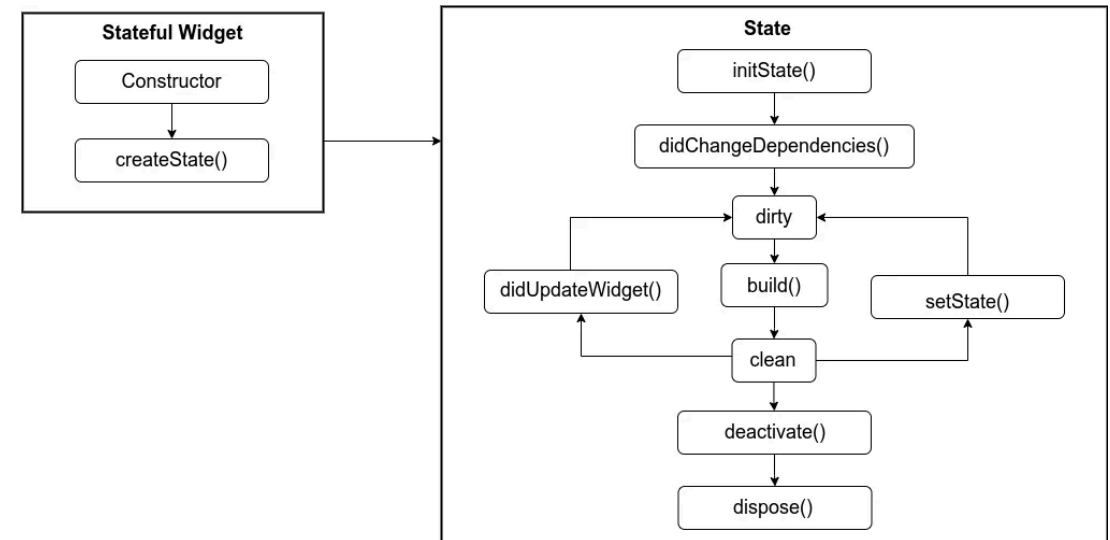 Stateful Widget
Constructor
createState()
State
initState()
didChangeDependencies()
dirty
didUpdateWidget()
build()
setState()
clean
deactivate()
dispose()